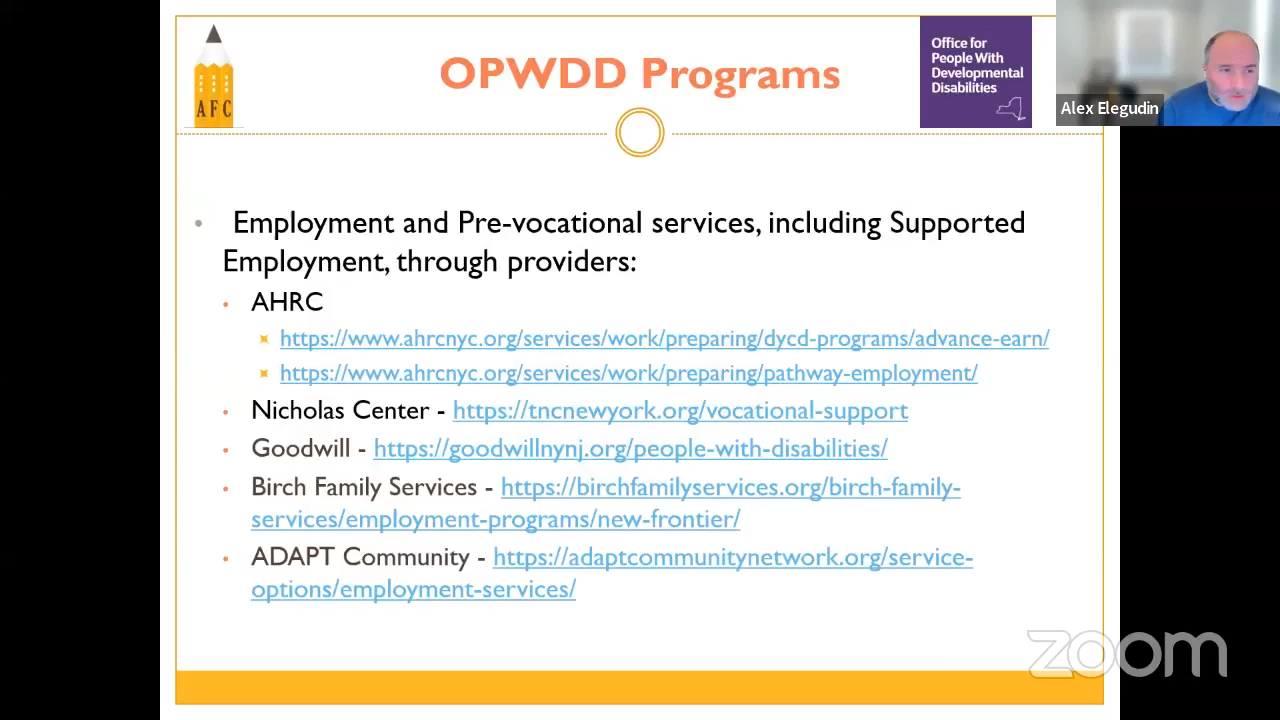 AFC
OPWDD Programs
Office for
People With
Developmental
Disabilities
Alex Elegudin
• Employment and Pre-vocational services, including Supported
Employment, through providers:
• AHRC
https://www.ahrcnyc.org/services/work/preparing/dycd-programs/advance-earn/
https://www.ahrcnyc.org/services/work/preparing/pathway-employment/
• Nicholas Center - https://tncnewyork.org/vocational-support
• Goodwill - https://goodwillnynj.org/people-with-disabilities/
• Birch Family Services - https://birchfamilyservices.org/birch-family-
services/employment-programs/new-frontier/
• ADAPT Community - https://adaptcommunitynetwork.org/service-
options/employment-services/
zoom